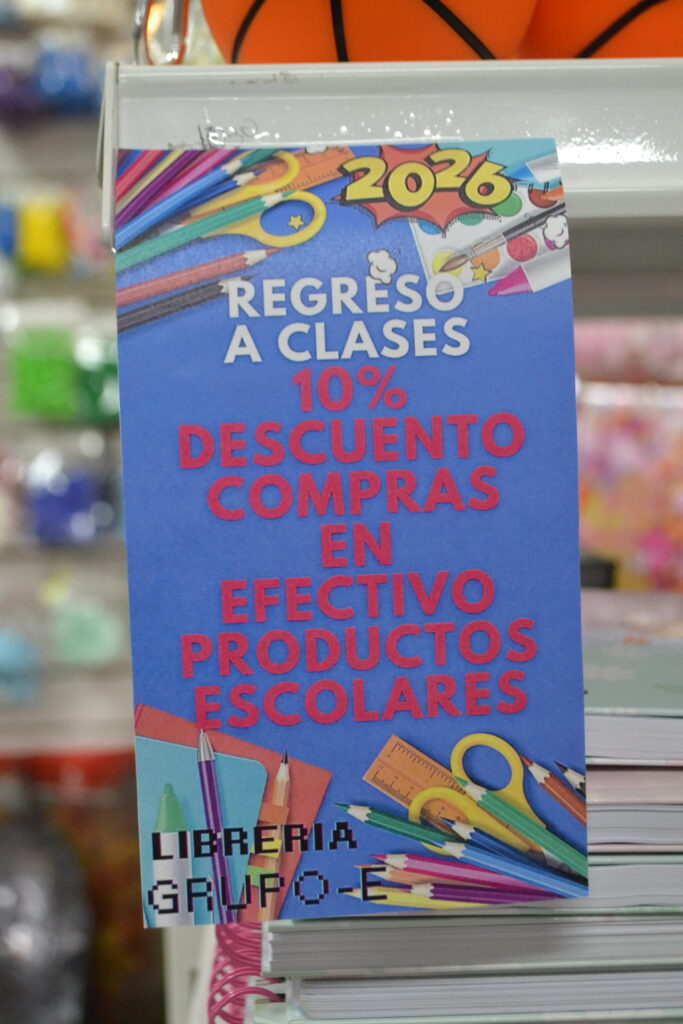 2026
REGRESO
A CLASES
10%
DESCUENTO
COMPRAS
EN
EFECTIVO
PRODUCTOS
ESCOLARES
LIBRERIA
GRUPO-E